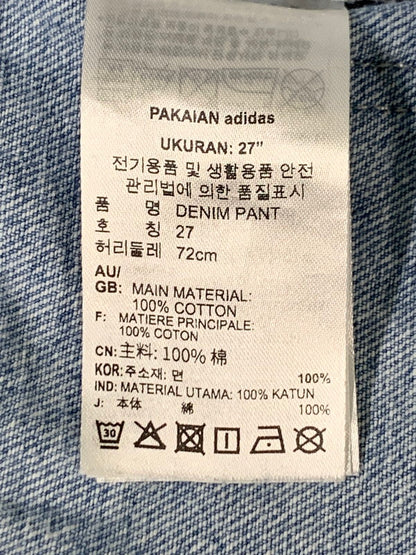 PAKAIAN adidas
UKURAN: 27"
전기용품 및 생활용품 안전
관리법에 의한 품질표시
품 명 DENIM PANT
호 칭 27
허리둘레 72cm
AU/
GB: MAIN MATERIAL:
100% COTTON
F: MATIERE PRINCIPALE:
100% COTON
CN: 主料: 100% 棉
KOR: 주소재: 면 100%
IND: MATERIAL UTAMA: 100% KATUN
J: 本体 綿 100%
30